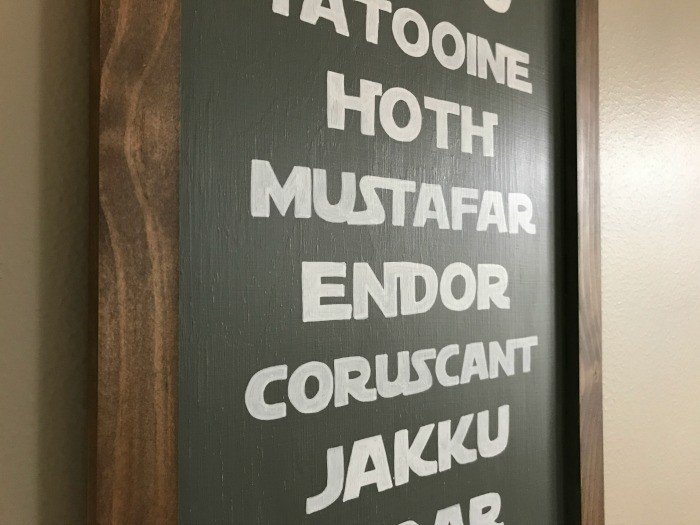 TATOOINE
HOTH
MUSTAFAR
ENDOR
CORUSCANT
JAKKU